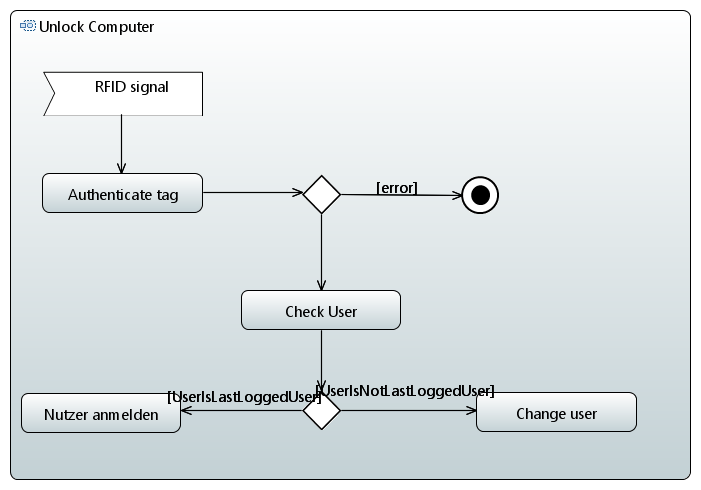 Unlock Computer
RFID signal
Authenticate tag
[error]
Check User
[UserIsLastLoggedUser]
[UserIsNotLastLoggedUser]
Nutzer anmelden
Change user